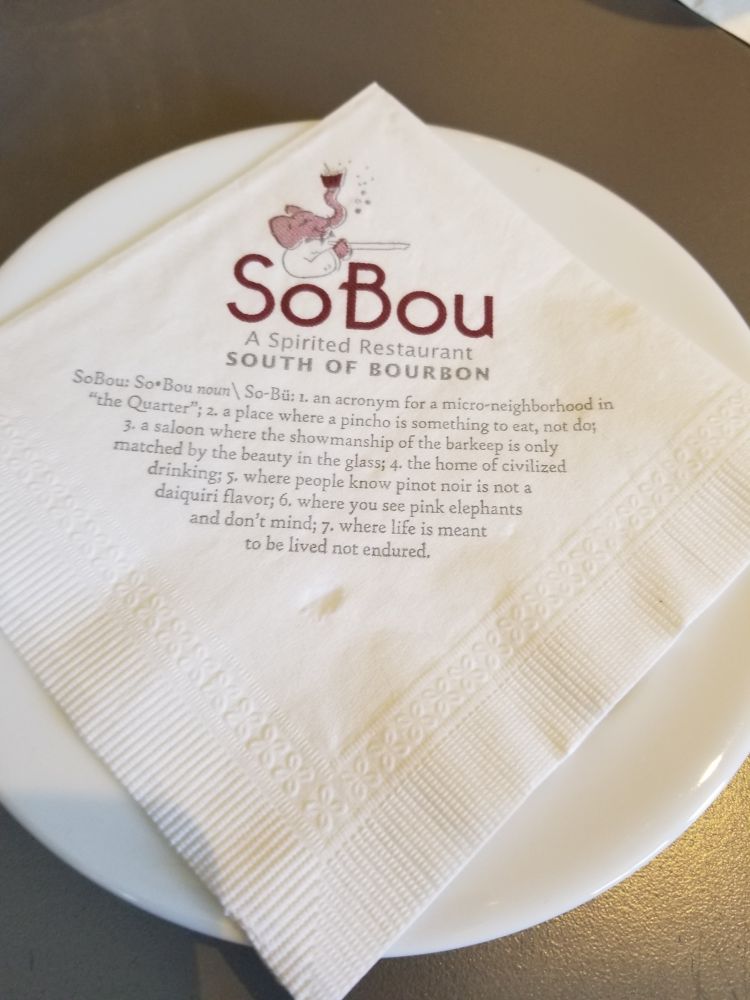 SoBou
A Spirited Restaurant
SOUTH OF BOURBON
SoBou: So•Bou noun\ So-Bü: 1. an acronym for a micro-neighborhood in
"the Quarter"; 2. a place where a pincho is something to eat, not do;
3. a saloon where the showmanship of the barkeep is only
matched by the beauty in the glass; 4. the home of civilized
drinking; 5. where people know pinot noir is not a
daiquiri flavor; 6. where you see pink elephants
and don't mind; 7. where life is meant
to be lived not endured.